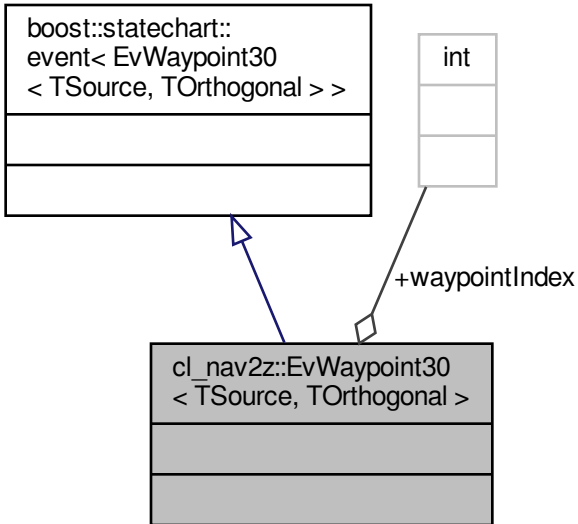 boost::statechart::
event< EvWaypoint30
< TSource, TOrthogonal > >
int
+waypointIndex
cl_nav2z::EvWaypoint30
< TSource, TOrthogonal >